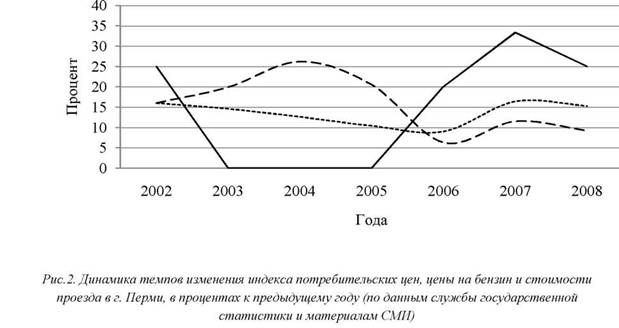 40
35
30
25
20
15
10
5
0
Процент
2002 2003 2004 2005 2006 2007 2008
Года
Рис.2. Динамика темпов изменения индекса потребительских цен, цены на бензин и стоимости
проезда в г. Перми, в процентах к предыдущему году (по данным службы государственной
статистики и материалам СМИ)